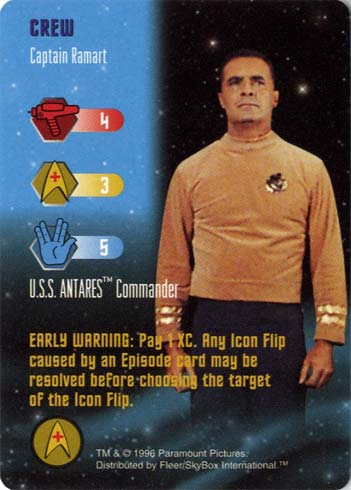 CREW
Captain Ramart
4
3
5
U.S.S. ANTARES™ Commander
EARLY WARNING: Pay 1 XC. Any Icon Flip
caused by an Episode card may be
resolved before choosing the target
of the Icon Flip.
TM & © 1996 Paramount Pictures.
Distributed by Fleer/SkyBox International.™